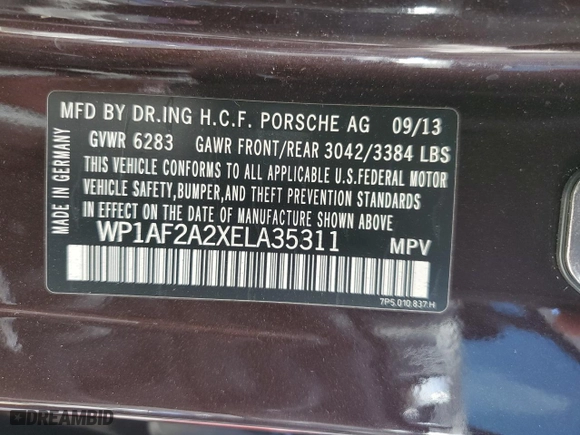 MFD BY DR.ING H.C.F. PORSCHE AG 09/13
GVWR 6283 GAWR FRONT/REAR 3042/3384 LBS
THIS VEHICLE CONFORMS TO ALL APPLICABLE U.S.FEDERAL MOTOR
VEHICLE SAFETY,BUMPER,AND THEFT PREVENTION STANDARDS
IN EFFECT ON THE DATE OF MANUFACTURE SHOWN ABOVE
WP1AF2A2XELA35311 MPV
7P5.010.837.H
MADE IN GERMANY
DREAMBID